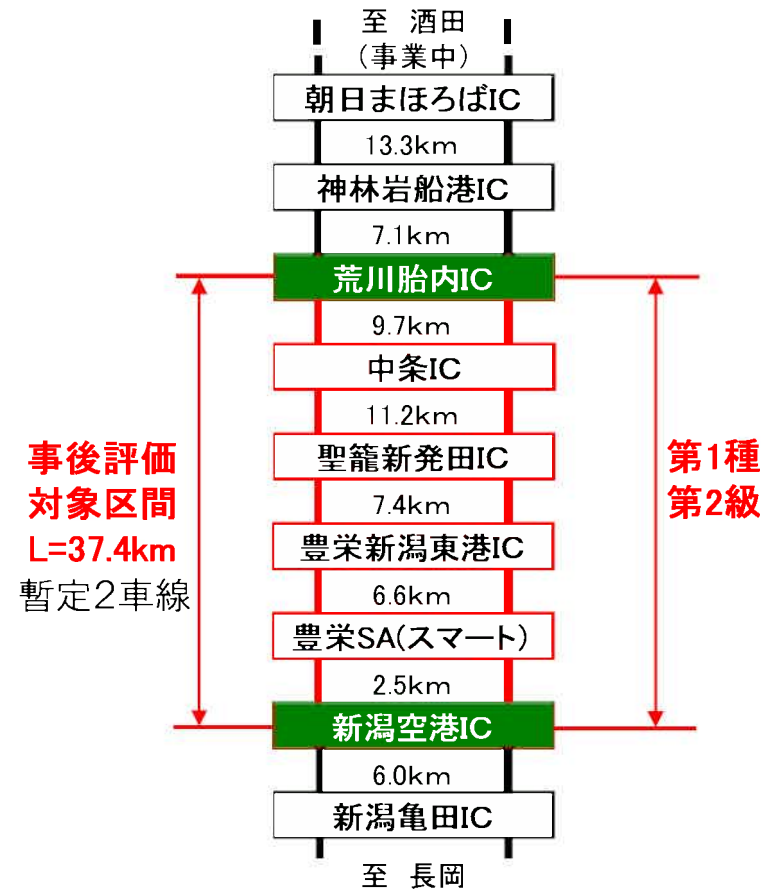 至 酒田
(事業中)
朝日まほろばIC
13.3km
神林岩船港IC
7.1km
荒川胎内IC
9.7km
中条IC
11.2km
聖籠新発田IC
7.4km
豊栄新潟東港IC
6.6km
豊栄SA(スマート)
2.5km
新潟空港IC
6.0km
新潟亀田IC
至 長岡
事後評価
対象区間
L=37.4km
暫定2車線
第1種
第2級